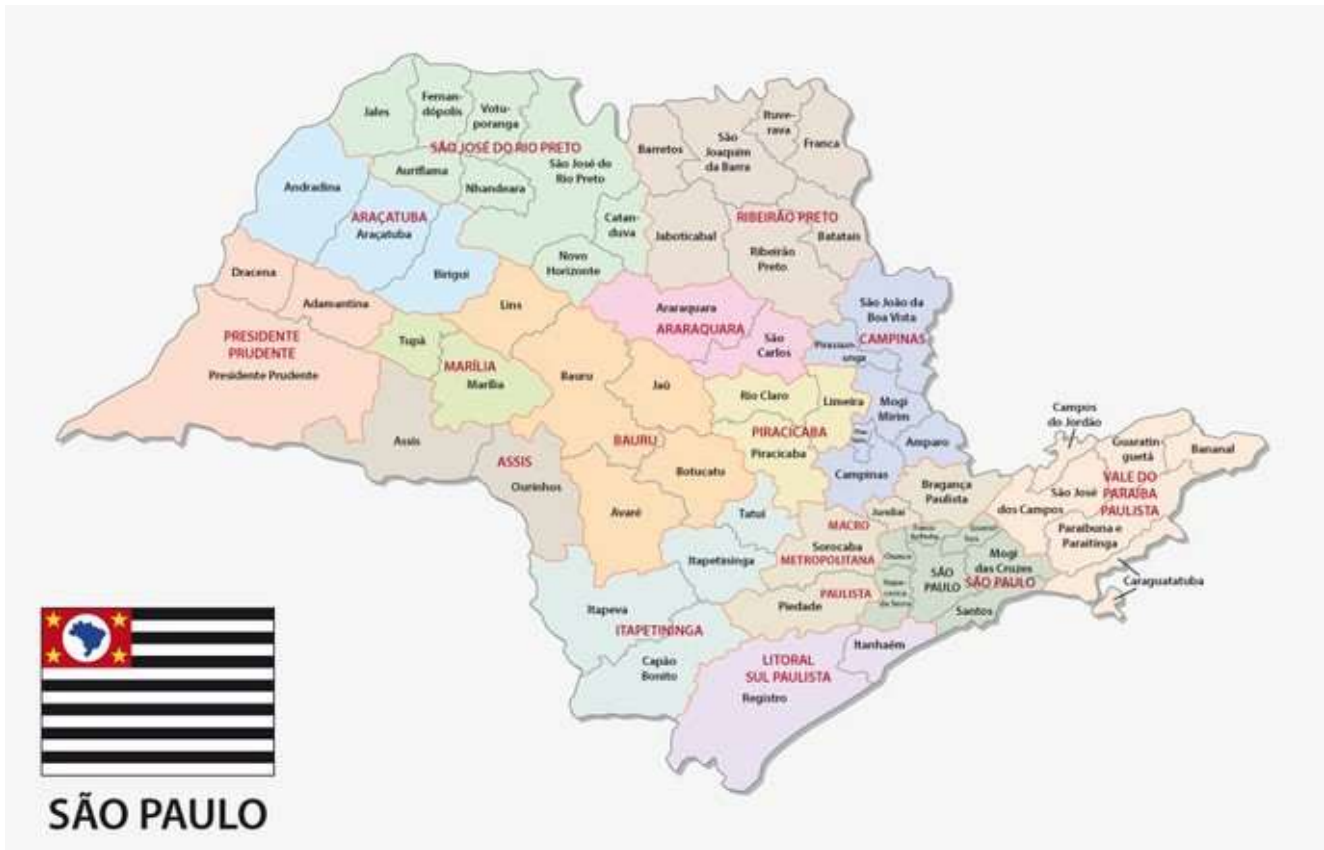 Jales
Fernan-
dópolis
Votu-
poranga
SÃO JOSÉ DO RIO PRETO
São José do
Rio Preto
Auriflama
Nhandeara
Catan-
duva
Novo
Horizonte
Barretos
São
Joaquim
da Barra
Ituve-
rava
Franca
RIBEIRÃO PRETO
Jaboticabal
Ribeirão
Preto
Batatais
Andradina
ARAÇATUBA
Araçatuba
Birigui
Dracena
Adamantina
PRESIDENTE
PRUDENTE
Presidente Prudente
Tupã
MARÍLIA
Marília
Lins
Bauru
Jaú
BAURU
Botucatu
Avaré
Araraquara
ARARAQUARA
São
Carlos
São João da
Boa Vista
Pirassun-
unga
CAMPINAS
Mogi
Mirim
Amparo
Campinas
Rio Claro
Limeira
PIRACICABA
Piracicaba
Assis
ASSIS
Ourinhos
Tatuí
Itapetininga
Itapeva
ITAPETININGA
Capão
Bonito
Bragança
Paulista
Jundiaí
MACRO
Sorocaba
METROPOLITANA
PAULISTA
Piedade
Osasco
SÃO
PAULO
Mogi
das Cruzes
SÃO PAULO
Santos
Itanhaém
LITORAL
SUL PAULISTA
Registro
Campos
do Jordão
Guaratin-
guetá
Bananal
São José
dos Campos
VALE DO
PARAÍBA
PAULISTA
Paraibuna e
Paraitinga
Caraguatatuba
SÃO PAULO